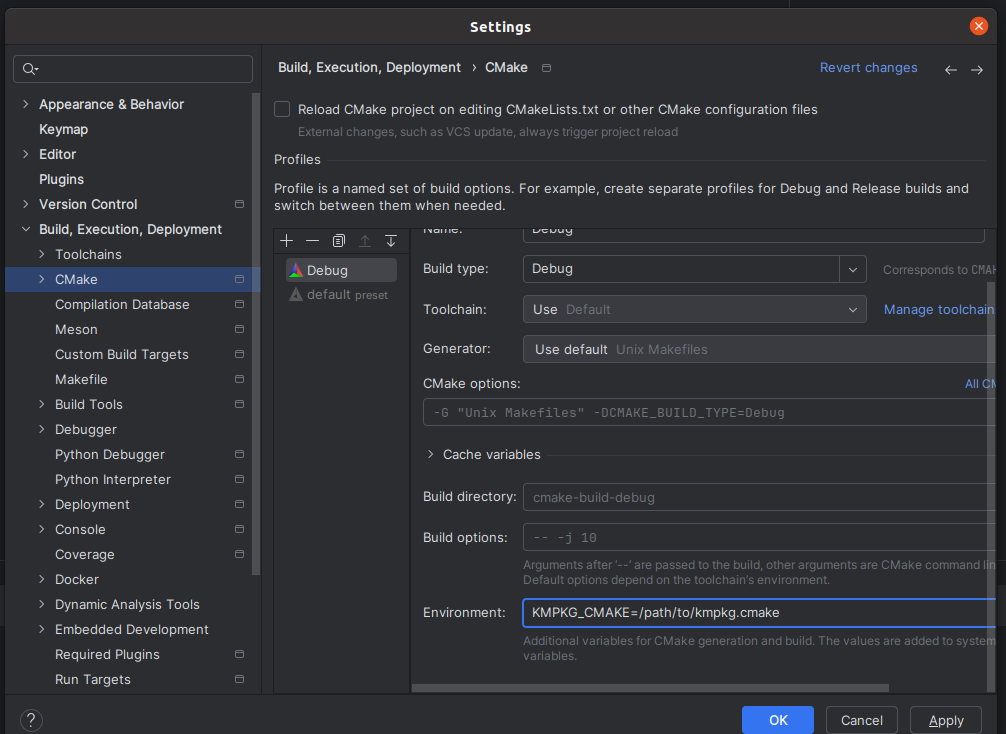 Settings
Build, Execution, Deployment › CMake
Revert changes
Appearance & Behavior
Keymap
Editor
Plugins
Version Control
Build, Execution, Deployment
Toolchains
CMake
Compilation Database
Meson
Custom Build Targets
Makefile
Build Tools
Debugger
Python Debugger
Python Interpreter
Deployment
Console
Coverage
Docker
Dynamic Analysis Tools
Embedded Development
Required Plugins
Run Targets
Reload CMake project on editing CMakeLists.txt or other CMake configuration files
External changes, such as VCS update, always trigger project reload
Profiles
Profile is a named set of build options. For example, create separate profiles for Debug and Release builds and
switch between them when needed.
Debug
default preset
Name: Debug
Build type: Debug Corresponds to CMAK
Toolchain: Use Default Manage toolchain
Generator: Use default Unix Makefiles
CMake options: All CM
-G "Unix Makefiles" -DCMAKE_BUILD_TYPE=Debug
Cache variables
Build directory: cmake-build-debug
Build options: -- -j 10
Arguments after '--' are passed to the build, other arguments are CMake command lin
Default options depend on the toolchain's environment.
Environment: KMPKG_CMAKE=/path/to/kmpkg.cmake
Additional variables for CMake generation and build. The values are added to system
variables.
?
OK
Cancel
Apply